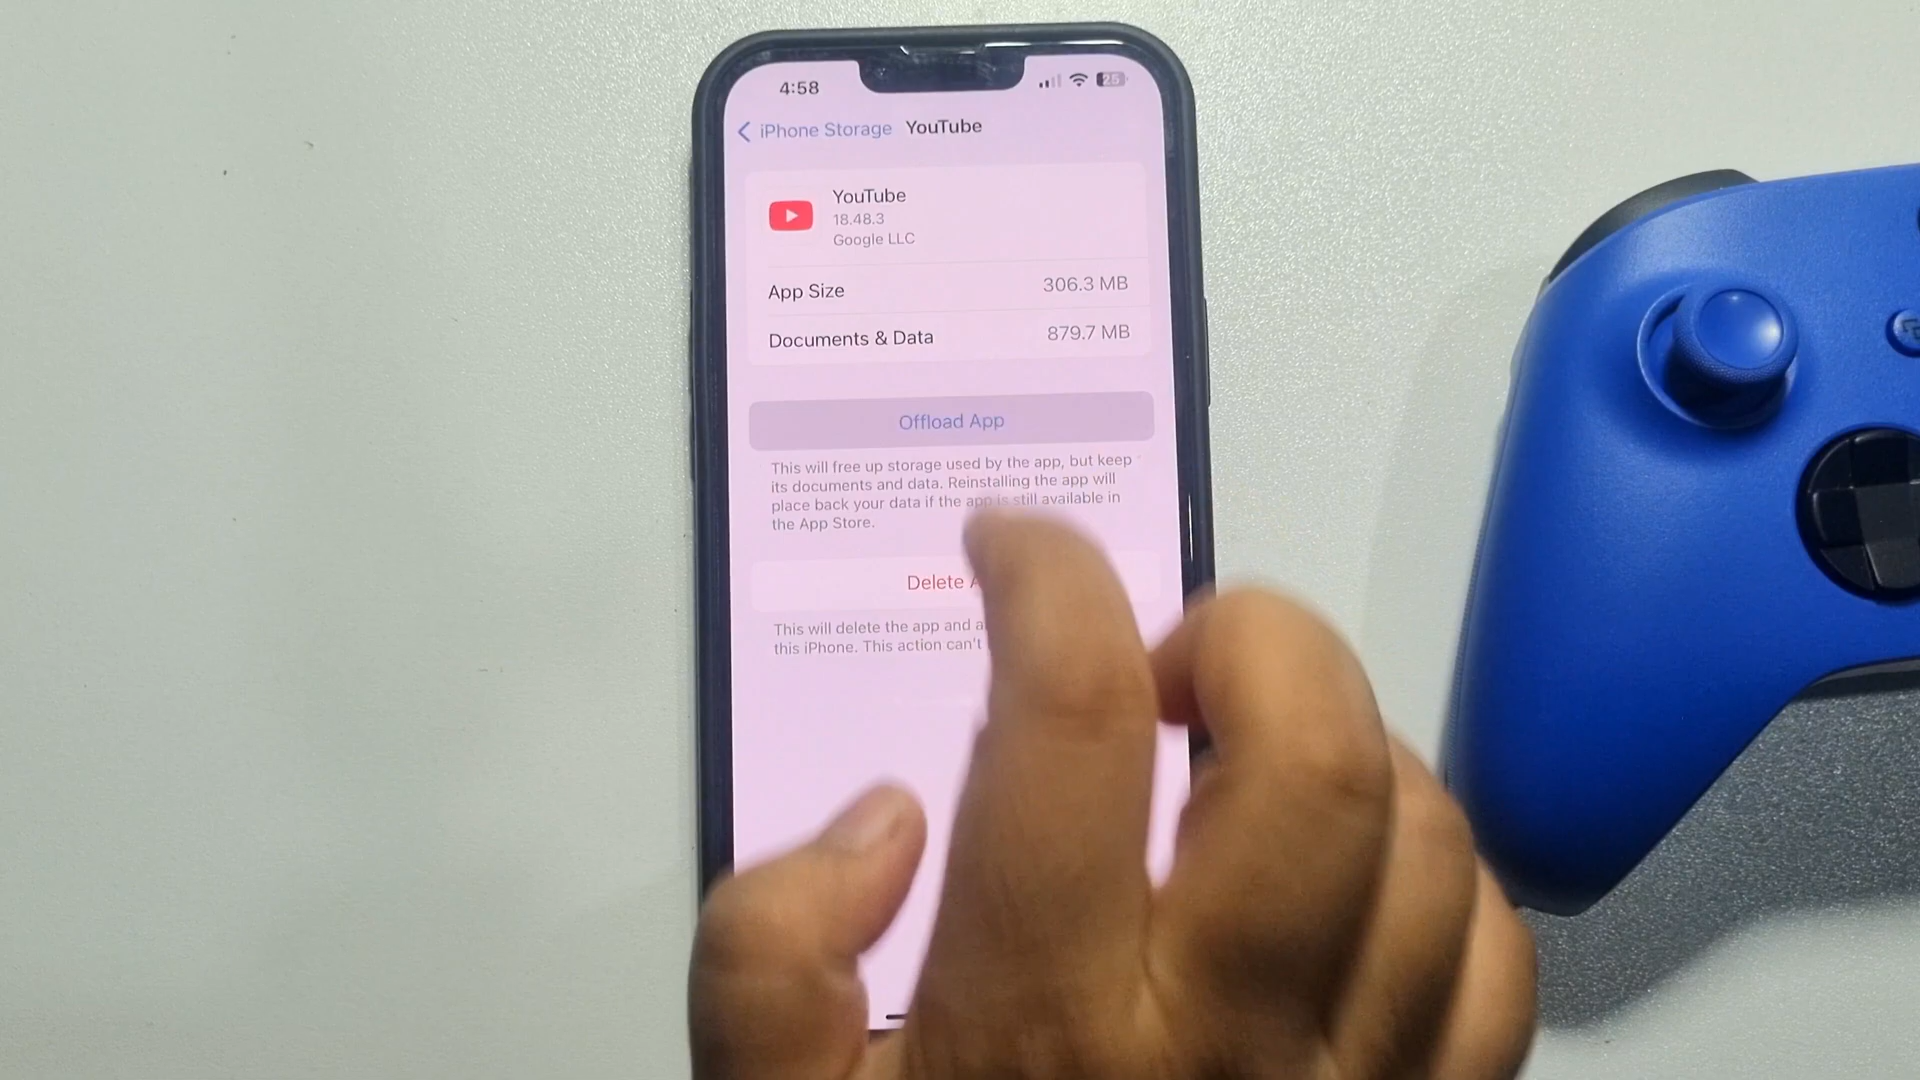 4:58
25
iPhone Storage YouTube
YouTube
18.48.3
Google LLC
App Size 306.3 MB
Documents & Data 879.7 MB
Offload App
This will free up storage used by the app, but keep
its documents and data. Reinstalling the app will
place back your data if the app is still available in
the App Store.
Delete A
This will delete the app and a
this iPhone. This action can't